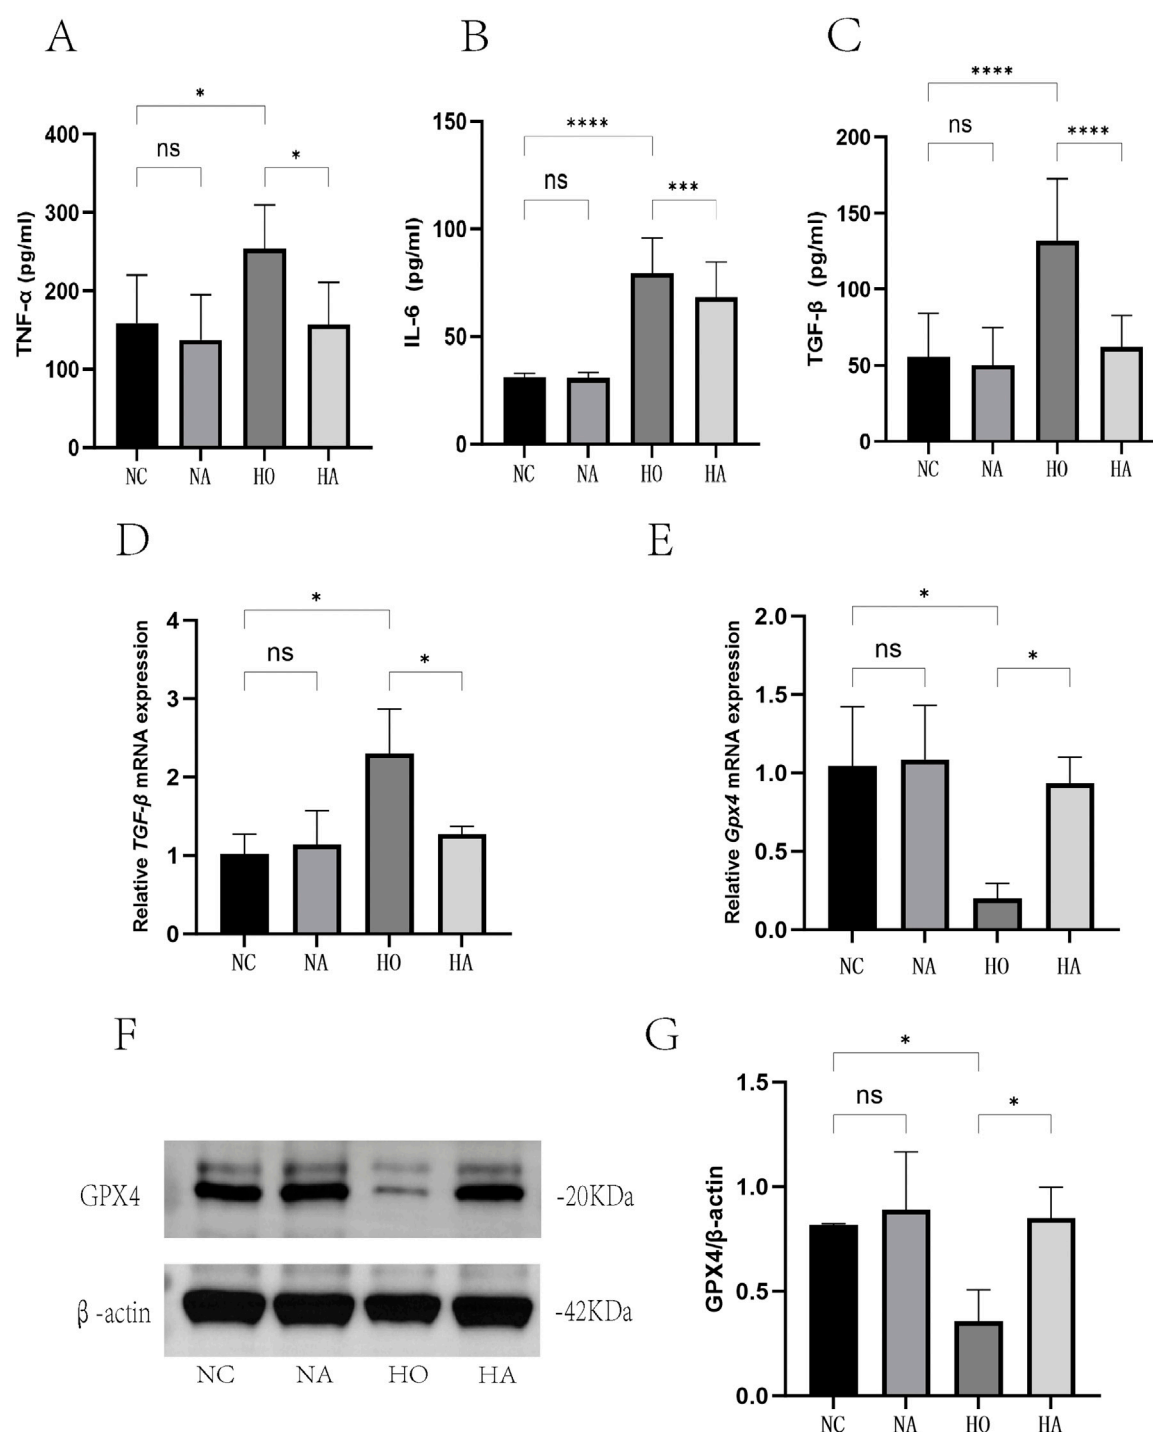 A
*
ns
*
TNF-α (pg/ml)
400
300
200
100
0
NC NA HO HA
B
****
ns
***
IL-6 (pg/ml)
150
100
50
0
NC NA HO HA
C
****
ns
****
TGF-β (pg/ml)
200
150
100
50
0
NC NA HO HA
D
*
ns
*
Relative TGF-β mRNA expression
4
3
2
1
0
NC NA HO HA
E
*
ns
*
Relative Gpx4 mRNA expression
2.0
1.5
1.0
0.5
0.0
NC NA HO HA
F
GPX4 -20KDa
β-actin -42KDa
NC NA HO HA
G
*
ns
*
GPX4/β-actin
1.5
1.0
0.5
0.0
NC NA HO HA